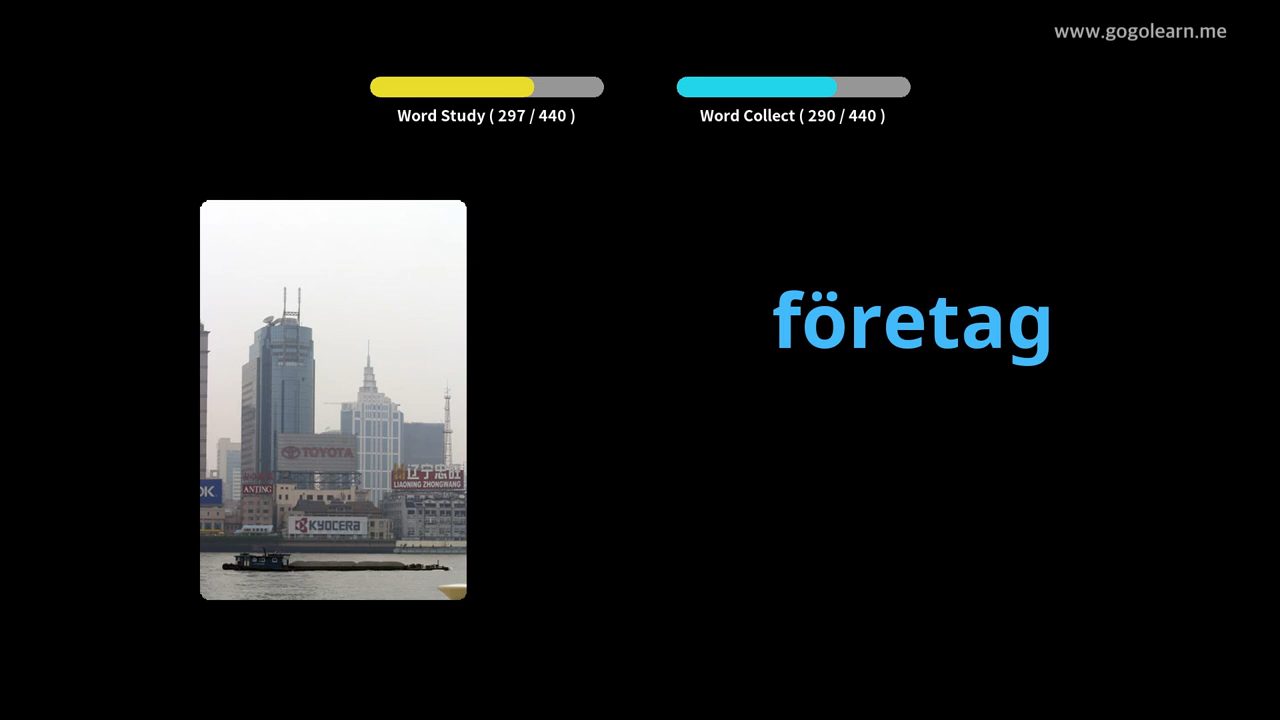 www.gogolearn.me
Word Study ( 297 / 440 )
Word Collect ( 290 / 440 )
företag
TOYOTA
辽宁忠旺
LIAONING ZHONGWANG
OK
ANTING
KYOCERA